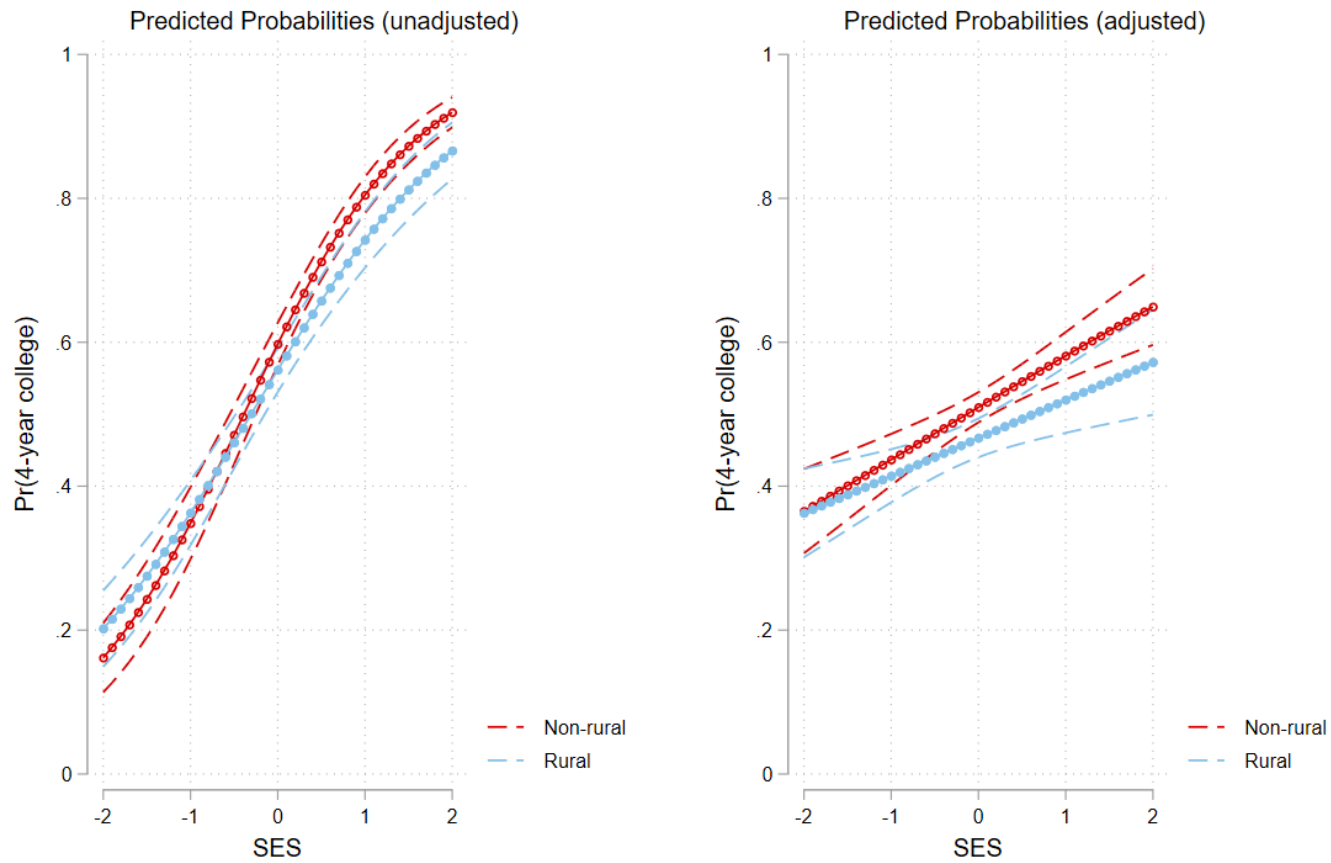 Predicted Probabilities (unadjusted)
Pr(4-year college)
1
.8
.6
.4
.2
0
-2 -1 0 1 2
SES
Non-rural
Rural
Predicted Probabilities (adjusted)
Pr(4-year college)
1
.8
.6
.4
.2
0
-2 -1 0 1 2
SES
Non-rural
Rural